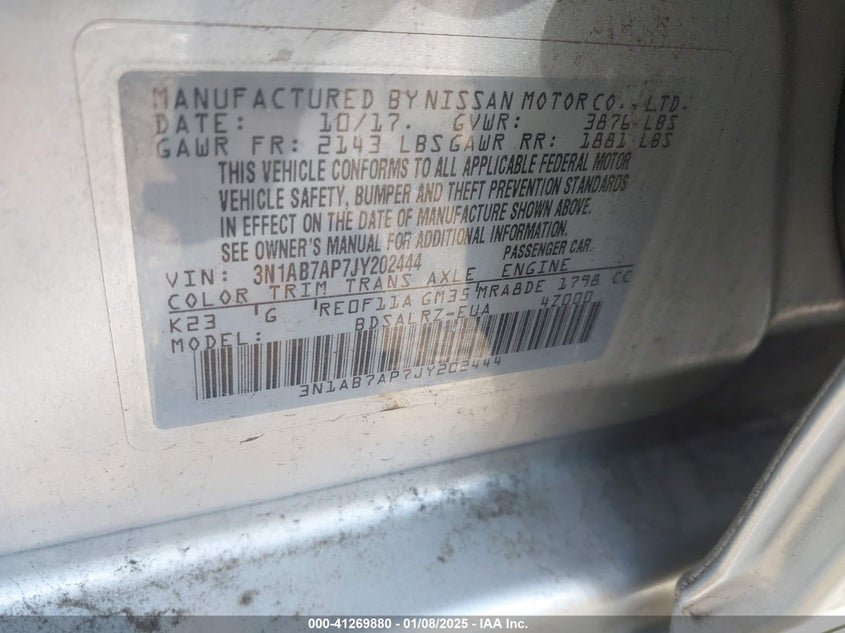 MANUFACTURED BY NISSAN MOTOR CO., LTD.
DATE: 10/17. GVWR: 3876 LBS
GAWR FR: 2143 LBS GAWR RR: 1881 LBS
THIS VEHICLE CONFORMS TO ALL APPLICABLE FEDERAL MOTOR
VEHICLE SAFETY, BUMPER AND THEFT PREVENTION STANDARDS
IN EFFECT ON THE DATE OF MANUFACTURE SHOWN ABOVE.
SEE OWNER'S MANUAL FOR ADDITIONAL INFORMATION.
PASSENGER CAR.
VIN: 3N1AB7AP7JY202444
COLOR TRIM TRANS AXLE ENGINE
K23 G RE0F11A GM35 MRA8DE 1798 CC
MODEL: BDSALRZ-EUA 4Z000
3N1AB7AP7JY202444
000-41269880 - 01/08/2025 - © IAA Inc.